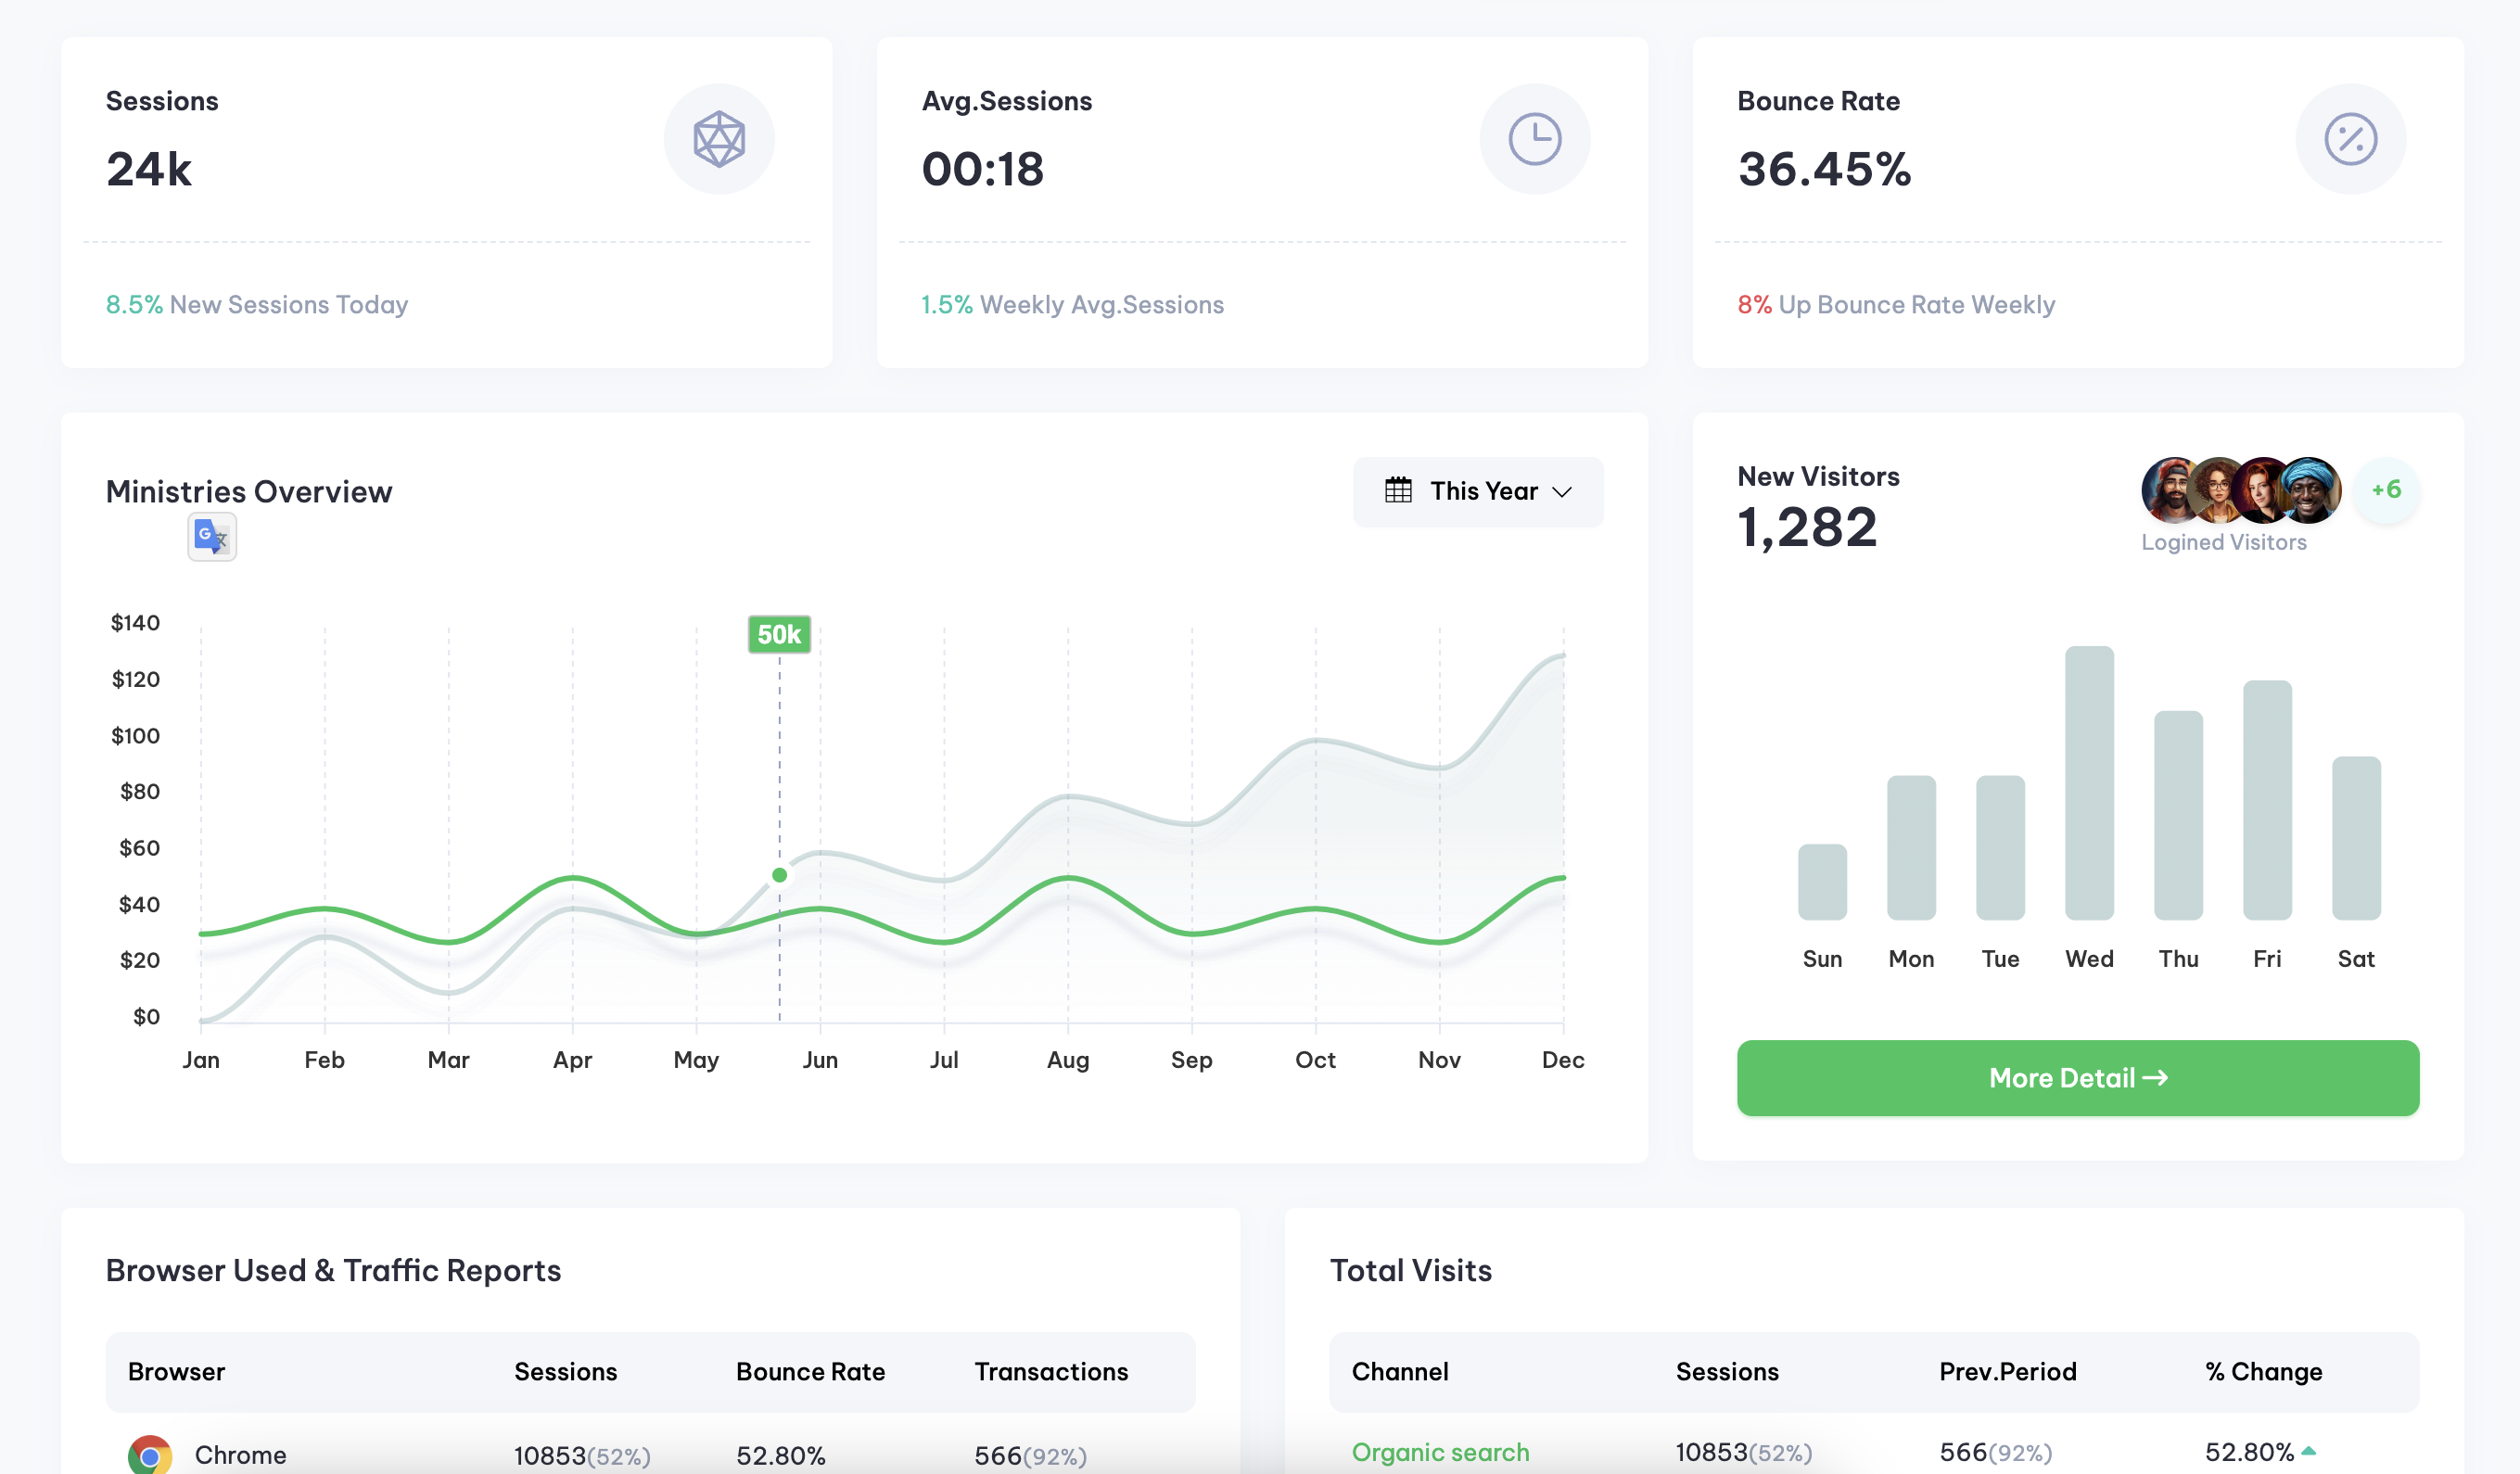 Sessions
24k
8.5% New Sessions Today
Avg.Sessions
00:18
1.5% Weekly Avg.Sessions
Bounce Rate
36.45%
8% Up Bounce Rate Weekly
Ministries Overview
G 文
This Year
$140
$120
$100
$80
$60
$40
$20
$0
50k
Jan Feb Mar Apr May Jun Jul Aug Sep Oct Nov Dec
New Visitors
1,282
+6
Logined Visitors
Sun Mon Tue Wed Thu Fri Sat
More Detail →
Browser Used & Traffic Reports
Browser Sessions Bounce Rate Transactions
Chrome 10853(52%) 52.80% 566(92%)
Total Visits
Channel Sessions Prev.Period % Change
Organic search 10853(52%) 566(92%) 52.80%